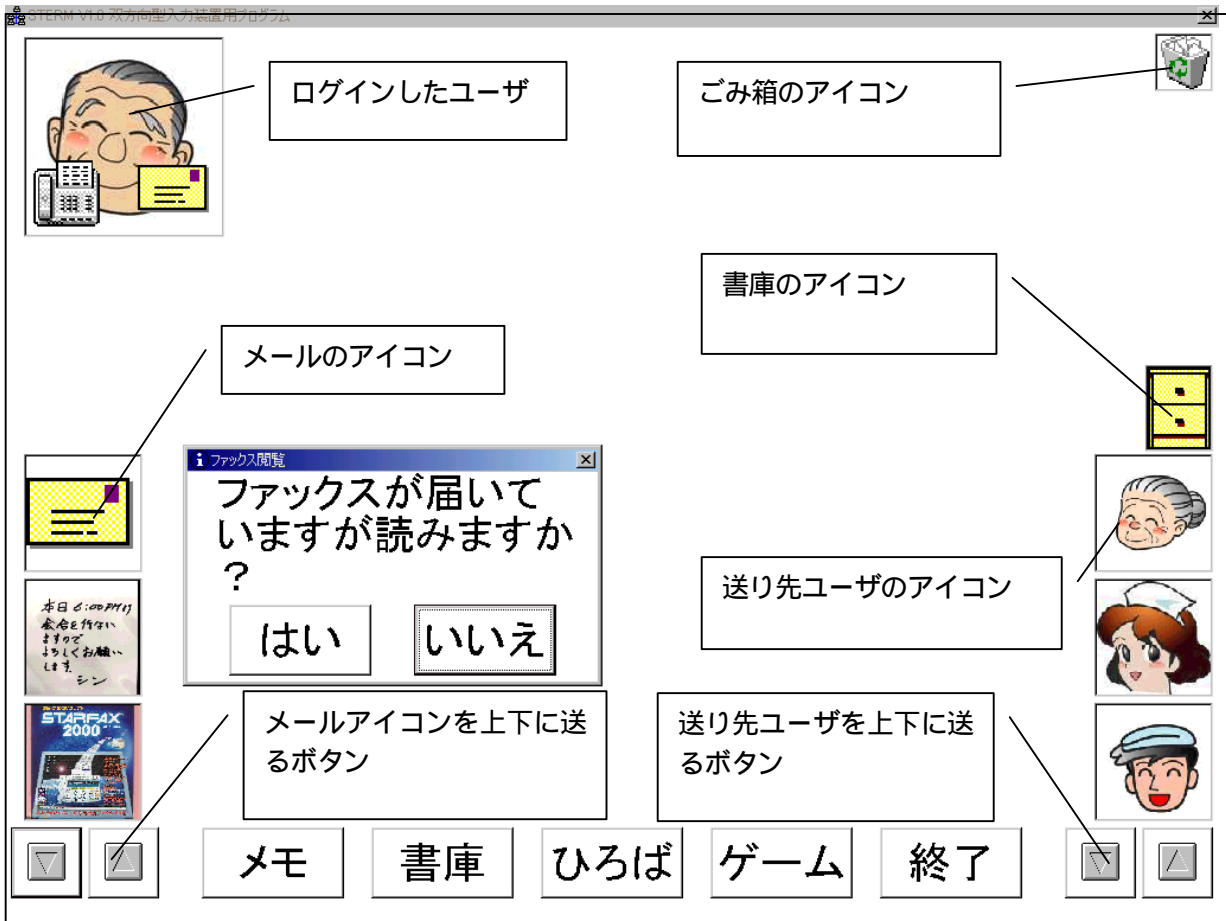 STERM V1.0 双方向型入力装置用プログラム
ログインしたユーザ
ごみ箱のアイコン
書庫のアイコン
メールのアイコン
ファックス閲覧
ファックスが届いて
いますが読みますか
?
はい
いいえ
送り先ユーザのアイコン
本日6:00PMより
会合を行ない
ますので
よろしくお願い
します
シン
STARFAX
2000
メールアイコンを上下に送
るボタン
送り先ユーザを上下に送
るボタン
メモ
書庫
ひろば
ゲーム
終了